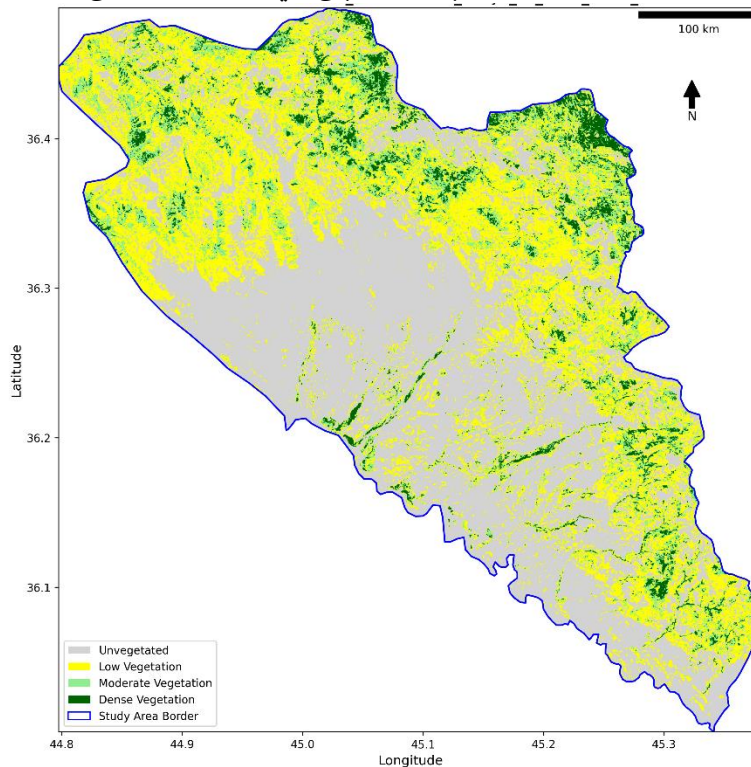 100 km
N
36.4
36.3
36.2
36.1
Latitude
Unvegetated
Low Vegetation
Moderate Vegetation
Dense Vegetation
Study Area Border
44.8
44.9
45.0
45.1
45.2
45.3
Longitude